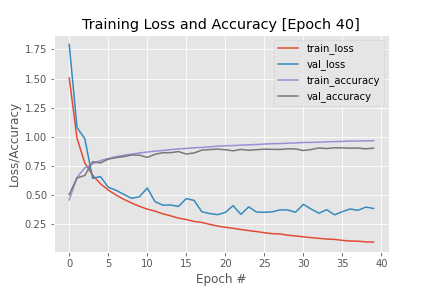 Training Loss and Accuracy [Epoch 40]
1.75
1.50
1.25
1.00
0.75
0.50
0.25
Loss/Accuracy
train_loss
val_loss
train_accuracy
val_accuracy
0 5 10 15 20 25 30 35 40
Epoch #